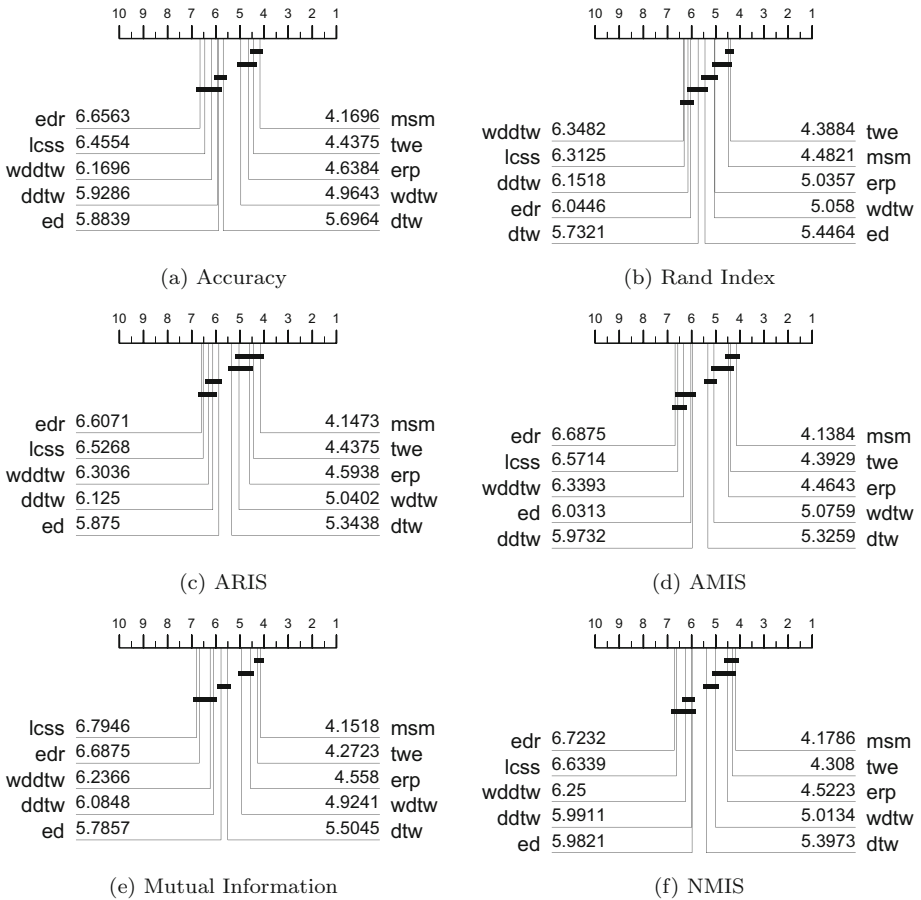 10 9 8 7 6 5 4 3 2 1
edr 6.6563 4.1696 msm
lcss 6.4554 4.4375 twe
wddtw 6.1696 4.6384 erp
ddtw 5.9286 4.9643 wdtw
ed 5.8839 5.6964 dtw
(a) Accuracy
10 9 8 7 6 5 4 3 2 1
wddtw 6.3482 4.3884 twe
lcss 6.3125 4.4821 msm
ddtw 6.1518 5.0357 erp
edr 6.0446 5.058 wdtw
dtw 5.7321 5.4464 ed
(b) Rand Index
10 9 8 7 6 5 4 3 2 1
edr 6.6071 4.1473 msm
lcss 6.5268 4.4375 twe
wddtw 6.3036 4.5938 erp
ddtw 6.125 5.0402 wdtw
ed 5.875 5.3438 dtw
(c) ARIS
10 9 8 7 6 5 4 3 2 1
edr 6.6875 4.1384 msm
lcss 6.5714 4.3929 twe
wddtw 6.3393 4.4643 erp
ed 6.0313 5.0759 wdtw
ddtw 5.9732 5.3259 dtw
(d) AMIS
10 9 8 7 6 5 4 3 2 1
lcss 6.7946 4.1518 msm
edr 6.6875 4.2723 twe
wddtw 6.2366 4.558 erp
ddtw 6.0848 4.9241 wdtw
ed 5.7857 5.5045 dtw
(e) Mutual Information
10 9 8 7 6 5 4 3 2 1
edr 6.7232 4.1786 msm
lcss 6.6339 4.308 twe
wddtw 6.25 4.5223 erp
ddtw 5.9911 5.0134 wdtw
ed 5.9821 5.3973 dtw
(f) NMIS